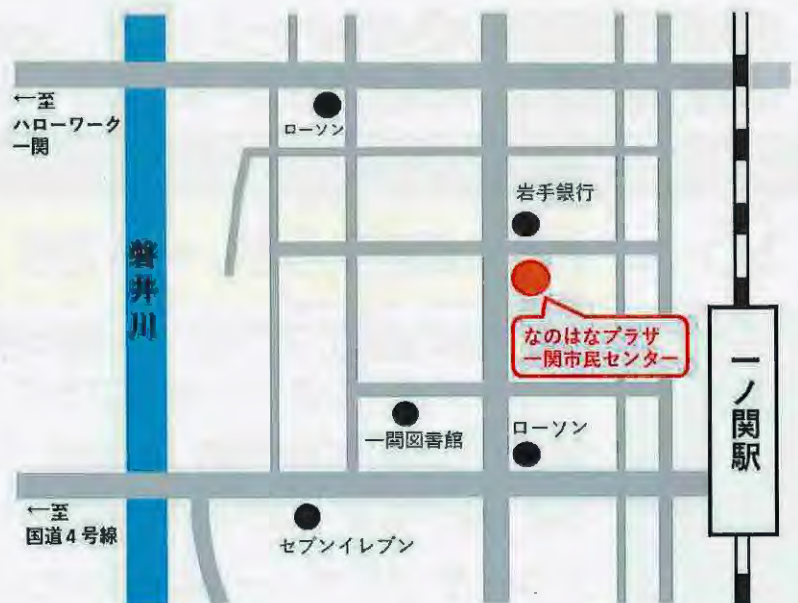 ←至
ハローワーク
一関
ローソン
岩手銀行
磐井川
なのはなプラザ
一関市民センター
一ノ関駅
一関図書館
ローソン
←至
国道4号線
セブンイレブン